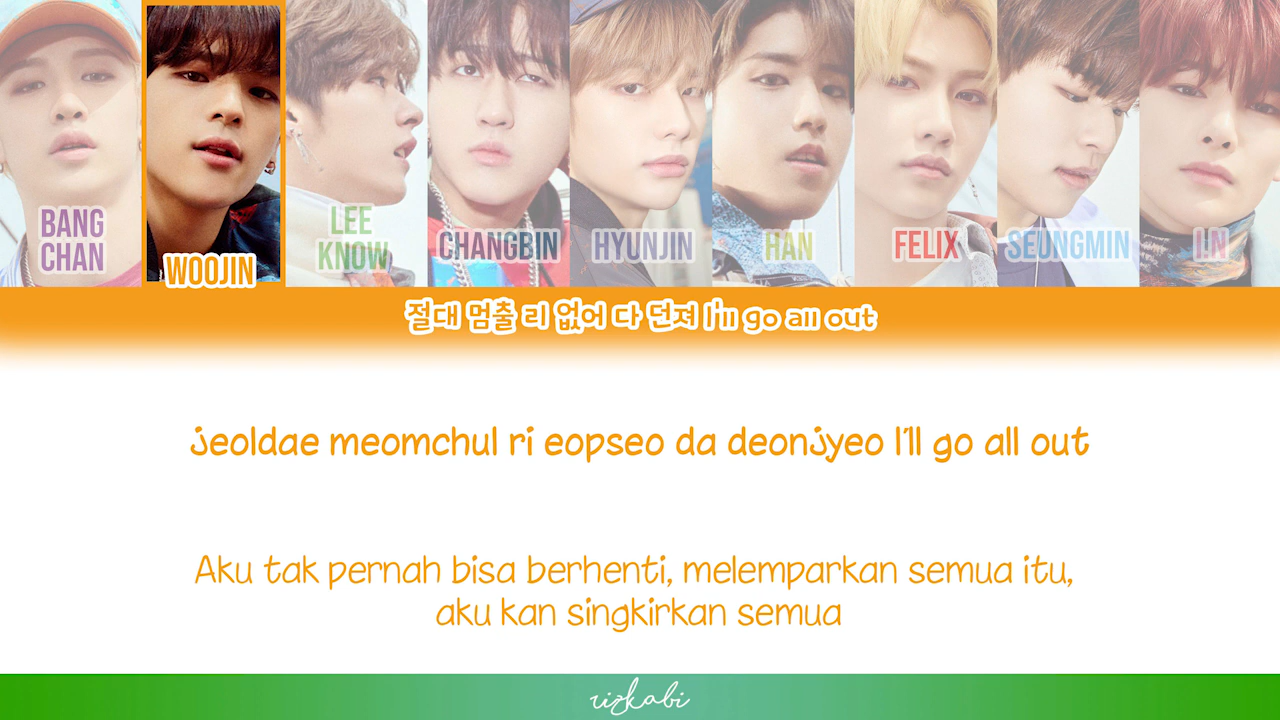 BANG CHAN
WOOJIN
LEE KNOW
CHANGBIN
HYUNJIN
HAN
FELIX
SEUNGMIN
I.N
절대 멈출 리 없어 다 던져 I'll go all out
jeoldae meomchul ri eopseo da deonjyeo I'll go all out
Aku tak pernah bisa berhenti, melemparkan semua itu,
aku kan singkirkan semua
rizkabi